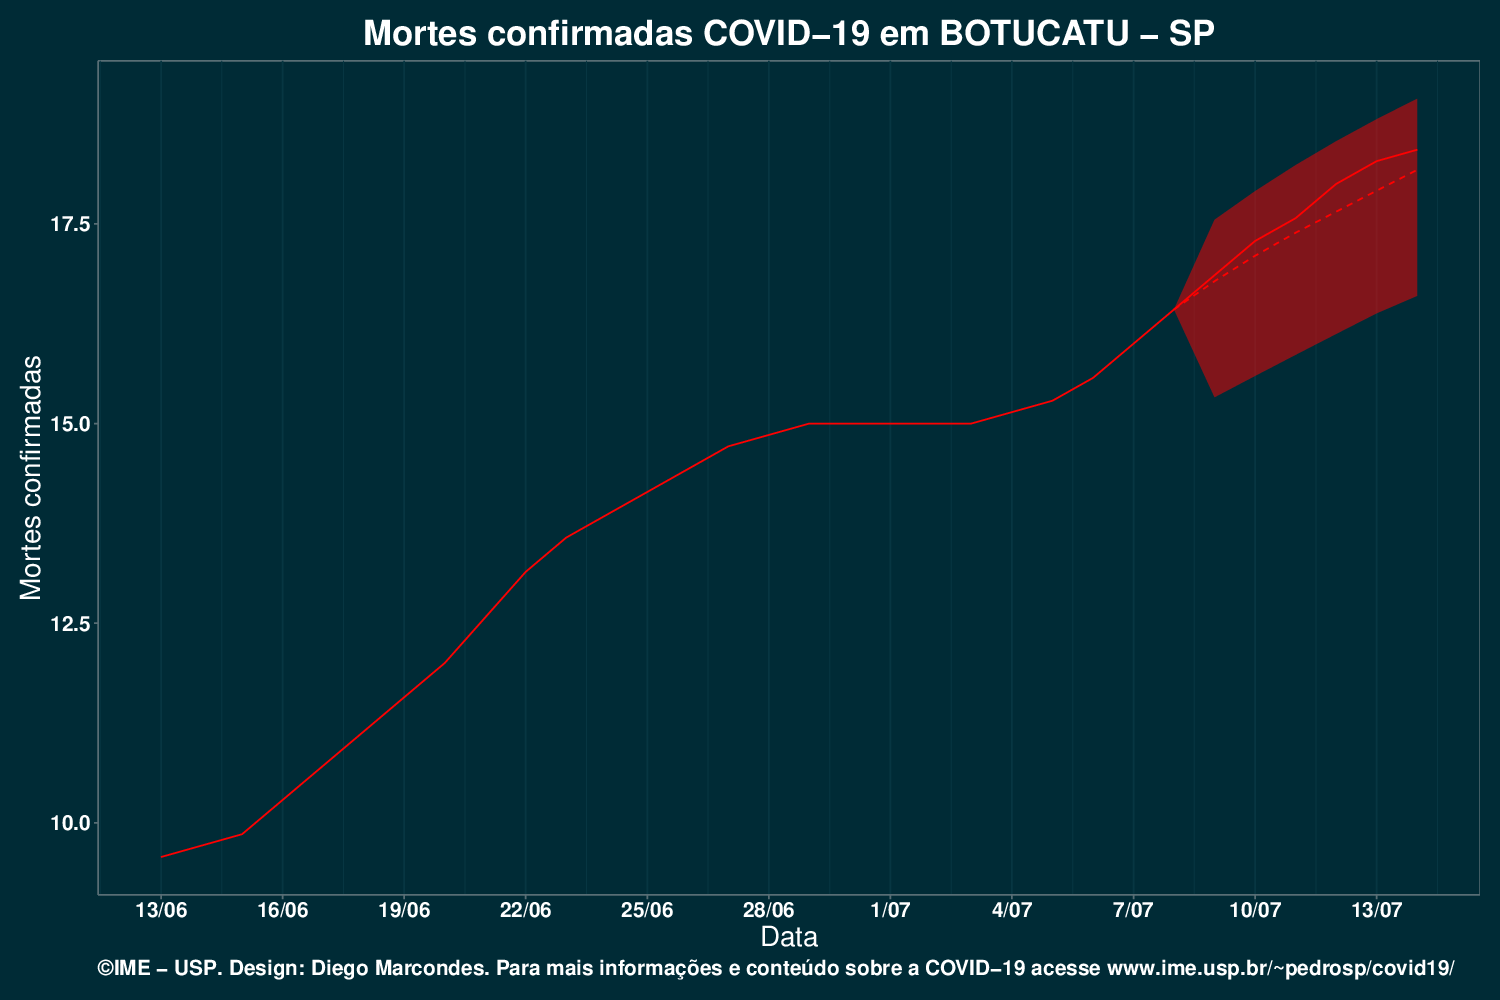 Mortes confirmadas COVID−19 em BOTUCATU − SP
Mortes confirmadas
17.5
15.0
12.5
10.0
13/06 16/06 19/06 22/06 25/06 28/06 1/07 4/07 7/07 10/07 13/07
Data
©IME − USP. Design: Diego Marcondes. Para mais informações e conteúdo sobre a COVID−19 acesse www.ime.usp.br/~pedrosp/covid19/